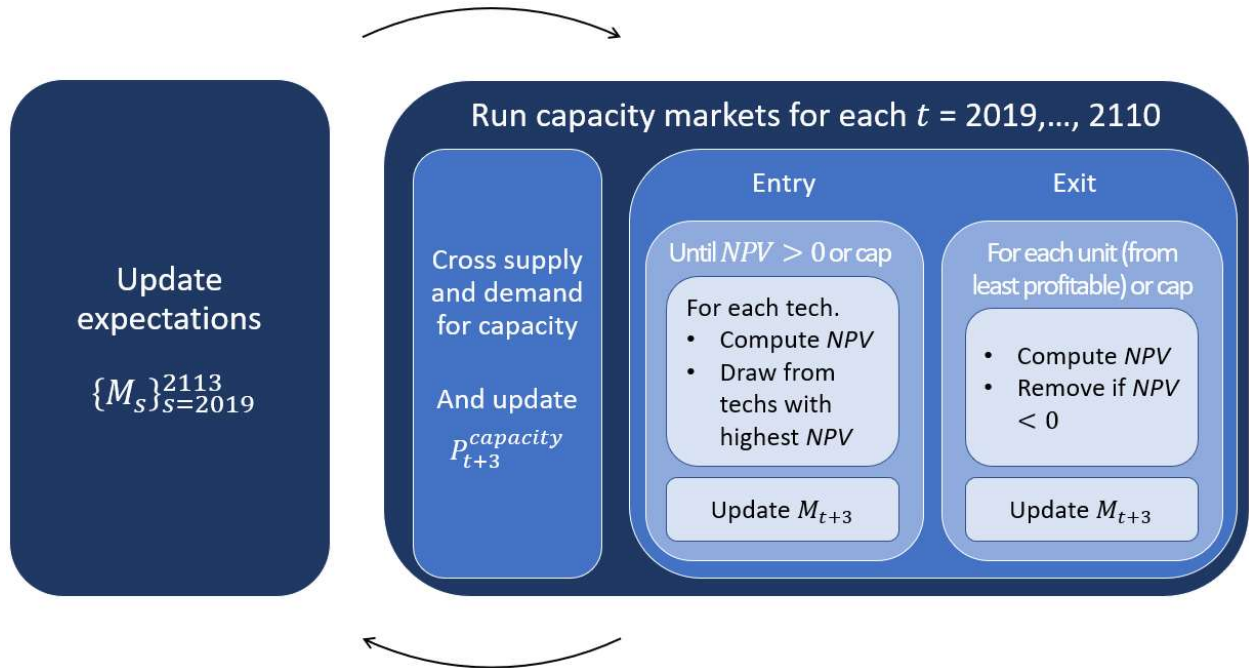 Update
expectations
{M_s}_{s=2019}^{2113}
Run capacity markets for each t = 2019,..., 2110
Cross supply
and demand
for capacity
And update
P_{t+3}^{capacity}
Entry
Until NPV > 0 or cap
For each tech.
• Compute NPV
• Draw from
techs with
highest NPV
Update M_{t+3}
Exit
For each unit (from
least profitable) or cap
• Compute NPV
• Remove if NPV
< 0
Update M_{t+3}